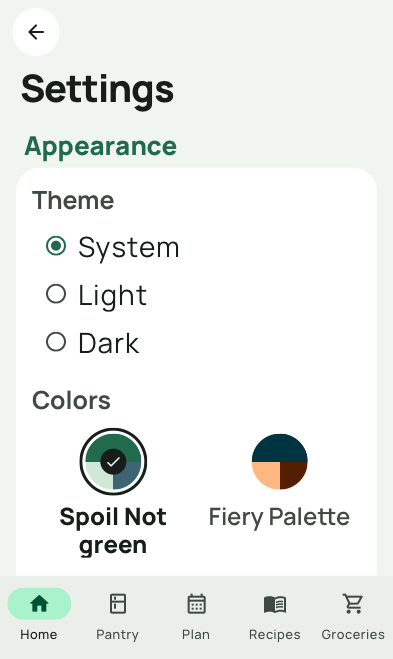 Settings
Appearance
Theme
System
Light
Dark
Colors
Spoil Not
green
Fiery Palette
Home
Pantry
Plan
Recipes
Groceries